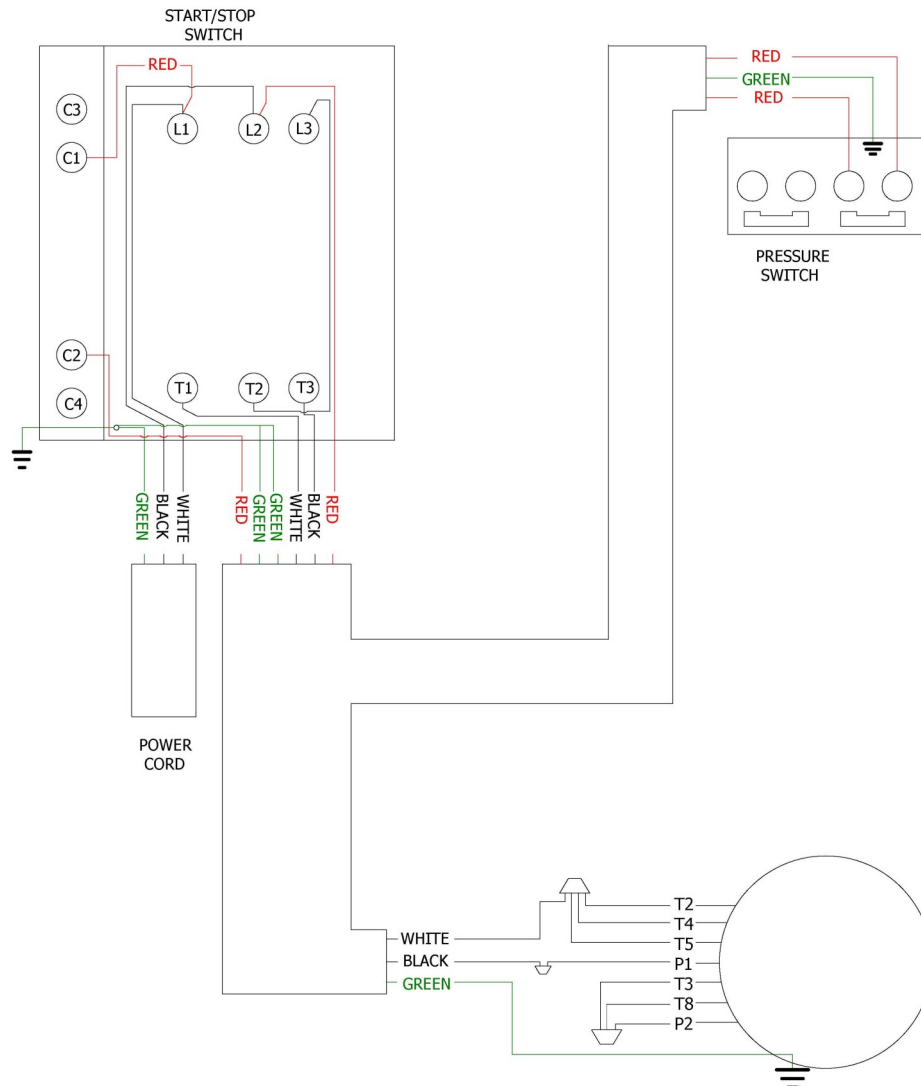 START/STOP
SWITCH
RED
C3
L1
L2
L3
C1
C2
T1
T2
T3
C4
GREEN
BLACK
WHITE
RED
GREEN
GREEN
WHITE
BLACK
RED
POWER
CORD
RED
GREEN
RED
PRESSURE
SWITCH
WHITE
BLACK
GREEN
T2
T4
T5
P1
T3
T8
P2